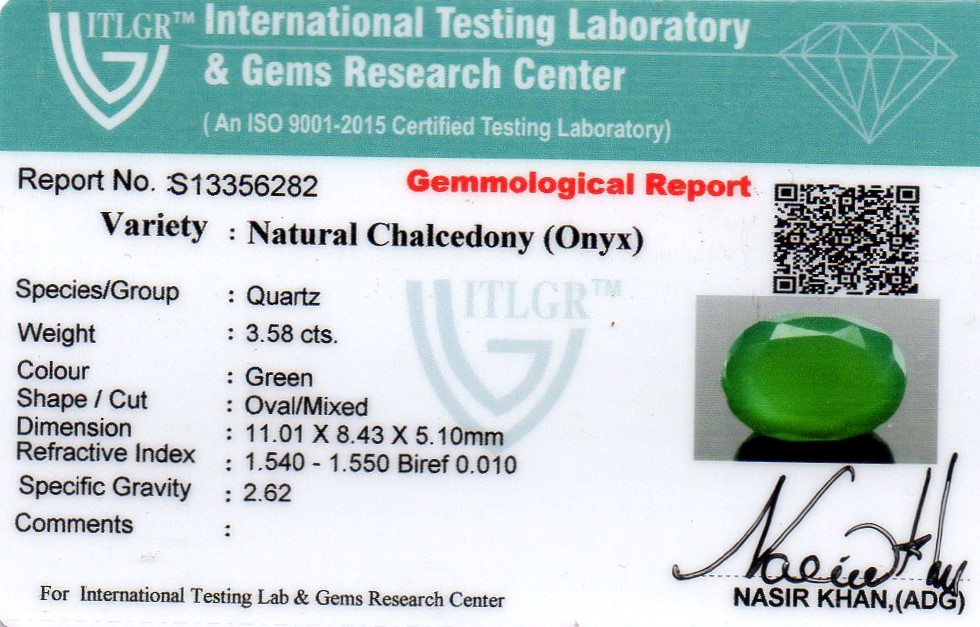 ITLGR™
International Testing Laboratory
& Gems Research Center
( An ISO 9001-2015 Certified Testing Laboratory)
Report No. :S13356282
Gemmological Report
Variety : Natural Chalcedony (Onyx)
ITLGR™
Species/Group : Quartz
Weight : 3.58 cts.
Colour : Green
Shape / Cut : Oval/Mixed
Dimension : 11.01 X 8.43 X 5.10mm
Refractive Index : 1.540 - 1.550 Biref 0.010
Specific Gravity : 2.62
Comments :
For International Testing Lab & Gems Research Center
NASIR KHAN,(ADG)